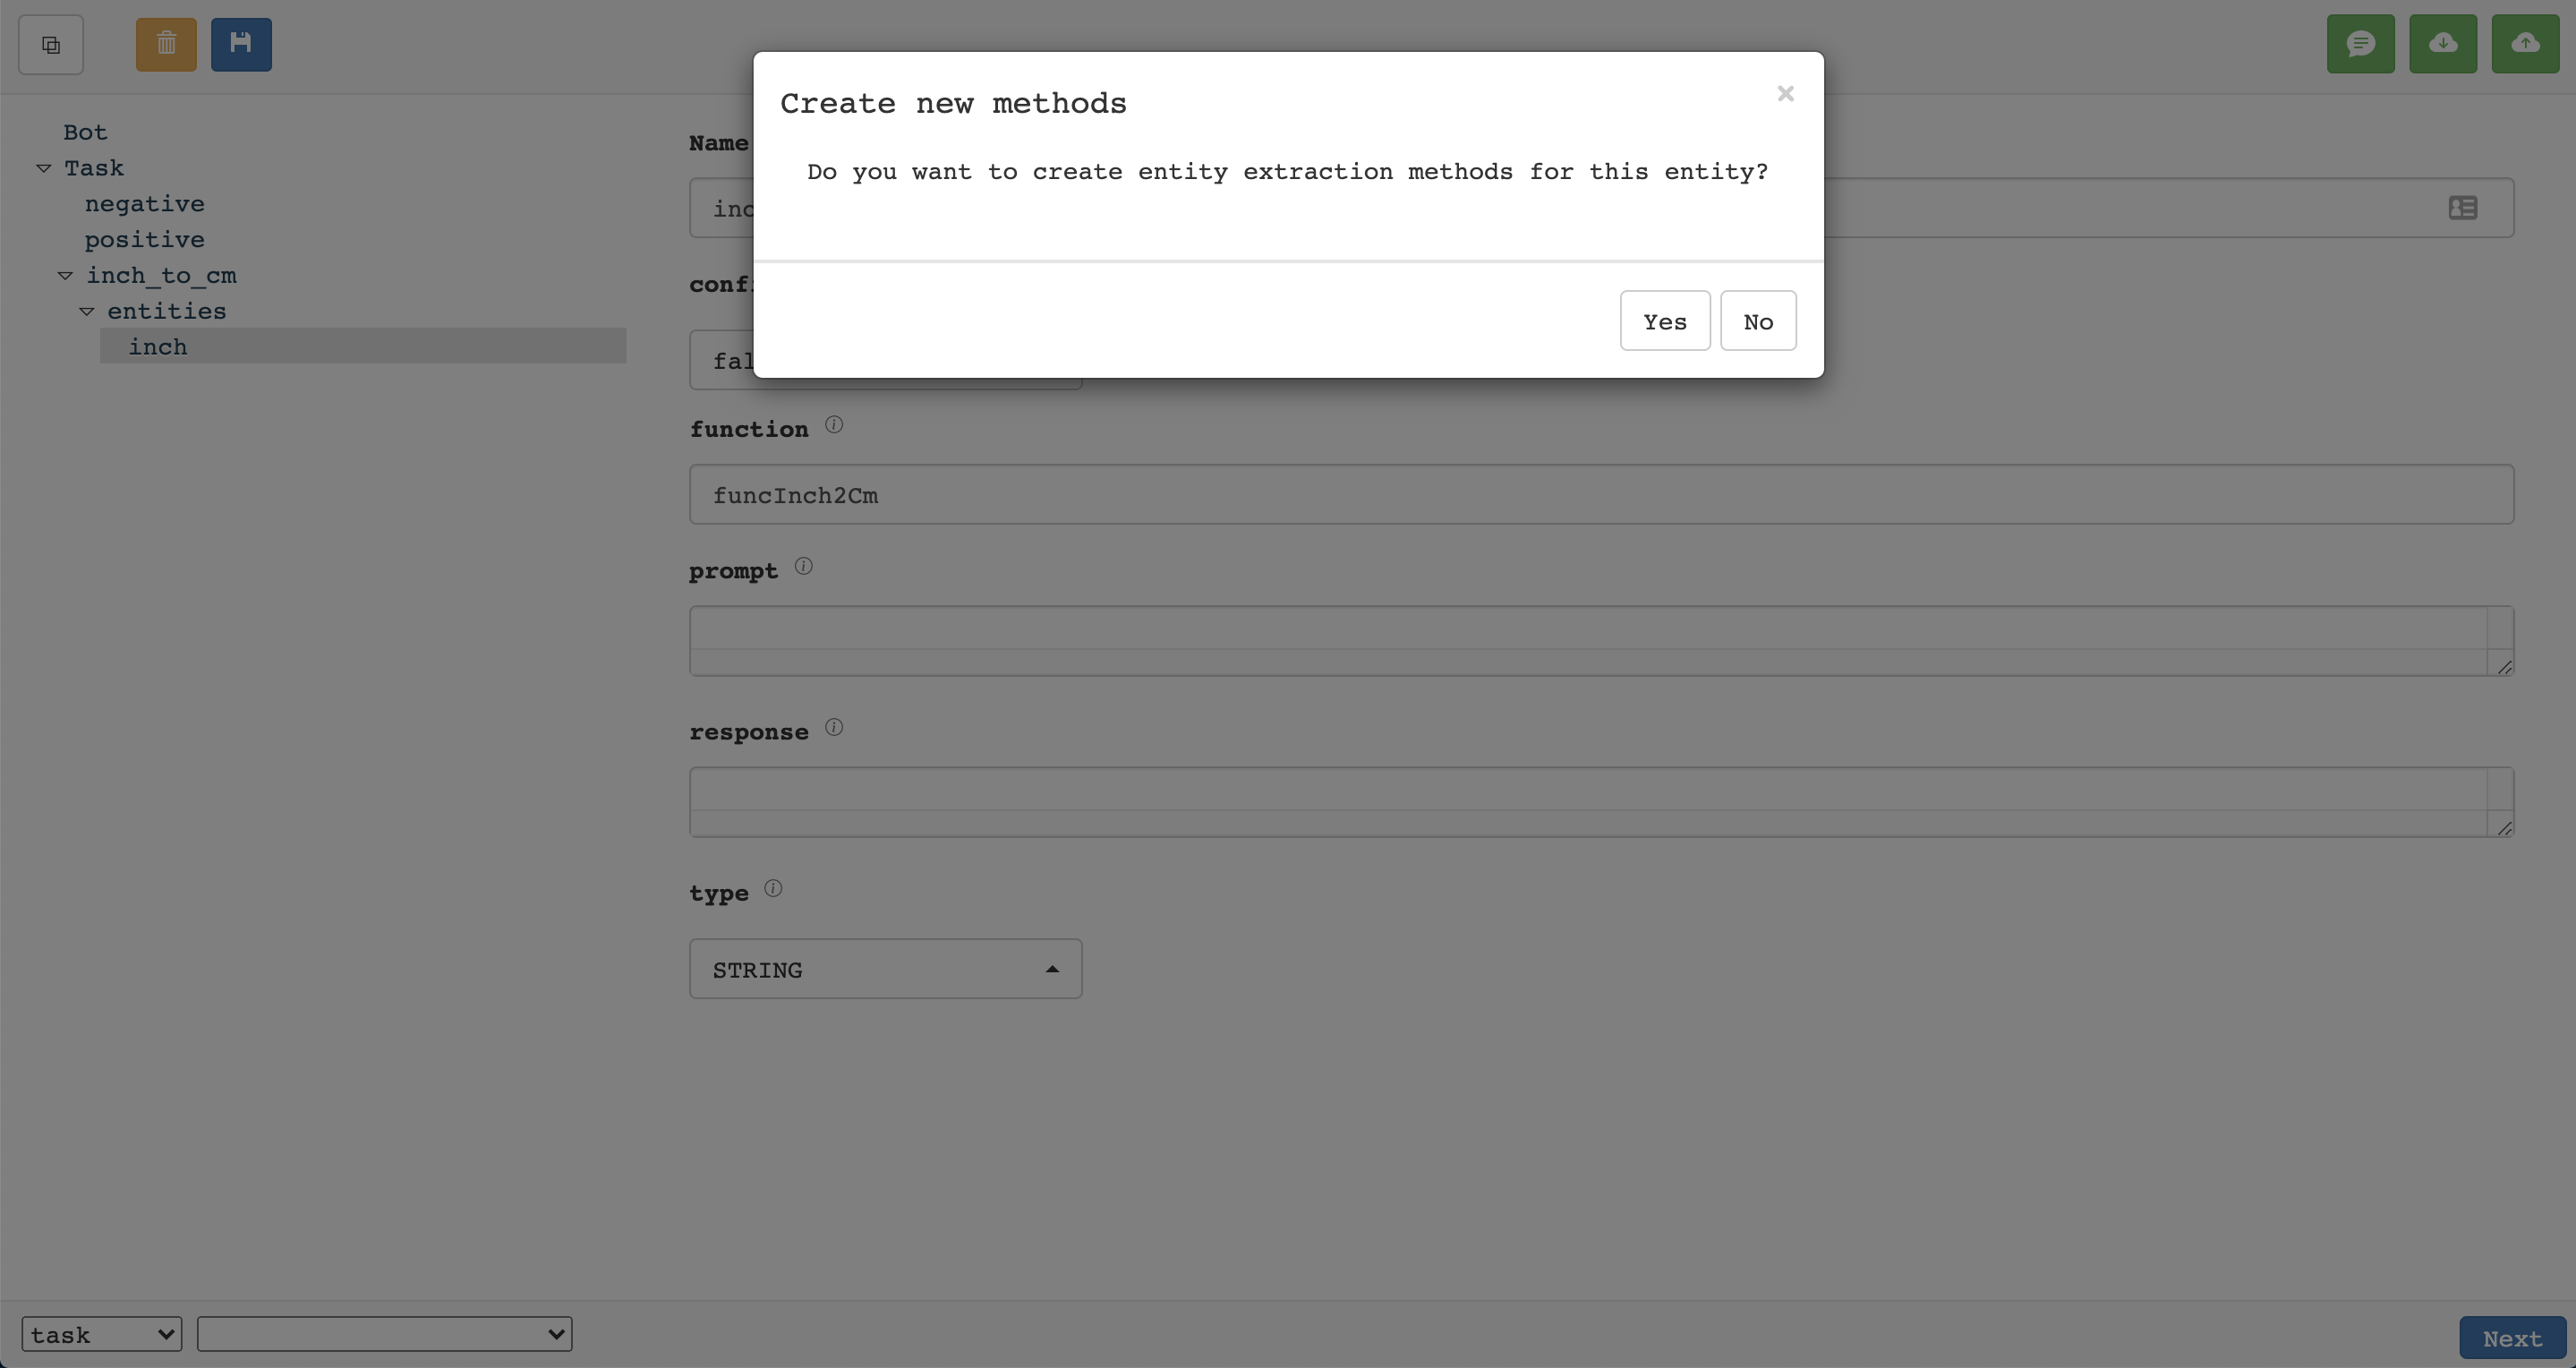 Create new methods
×
Do you want to create entity extraction methods for this entity?
Yes
No
Bot
Task
negative
positive
inch_to_cm
entities
inch
Name
inc
conf
fal
function
funcInch2Cm
prompt
response
type
STRING
task
Next